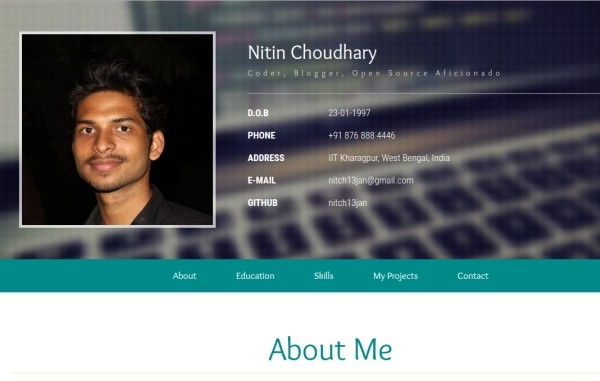 Nitin Choudhary
Coder, Blogger, Open Source Aficionado
D.O.B 23-01-1997
PHONE +91 876 888 4446
ADDRESS IIT Kharagpur, West Bengal, India
E-MAIL nitch13jan@gmail.com
GITHUB nitch13jan
About Education Skills My Projects Contact
About Me